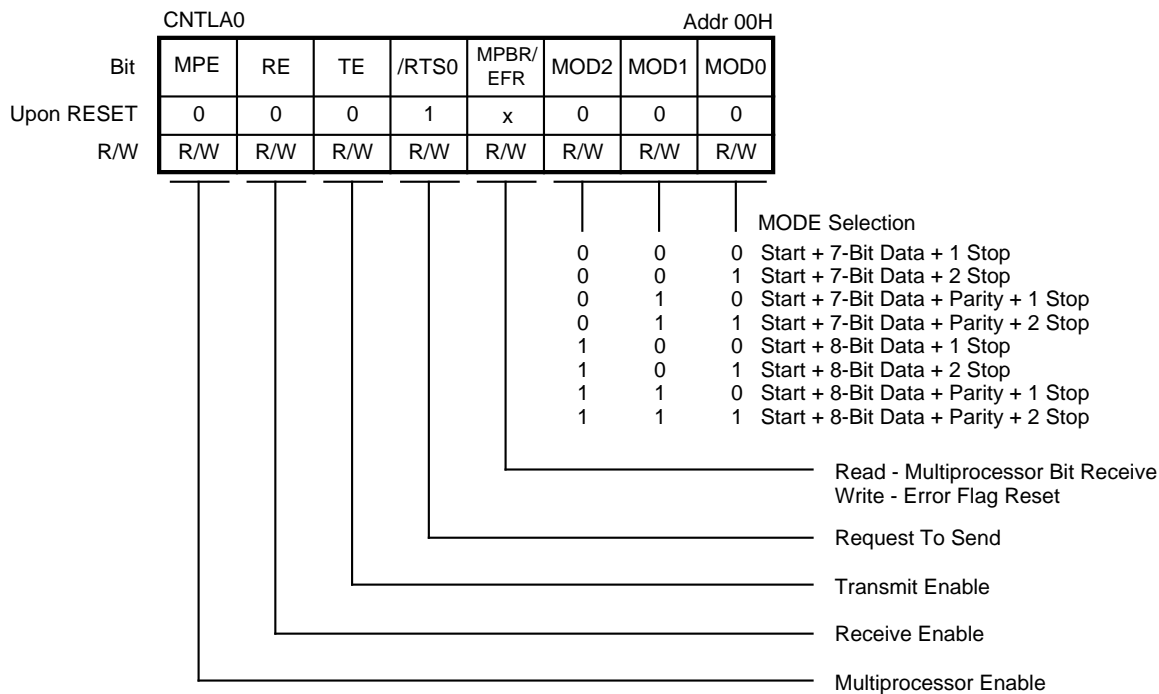 CNTLA0 Addr 00H
Bit MPE RE TE /RTS0 MPBR/ EFR MOD2 MOD1 MOD0
Upon RESET 0 0 0 1 x 0 0 0
R/W R/W R/W R/W R/W R/W R/W R/W R/W
MODE Selection
0 0 0 Start + 7-Bit Data + 1 Stop
0 0 1 Start + 7-Bit Data + 2 Stop
0 1 0 Start + 7-Bit Data + Parity + 1 Stop
0 1 1 Start + 7-Bit Data + Parity + 2 Stop
1 0 0 Start + 8-Bit Data + 1 Stop
1 0 1 Start + 8-Bit Data + 2 Stop
1 1 0 Start + 8-Bit Data + Parity + 1 Stop
1 1 1 Start + 8-Bit Data + Parity + 2 Stop
Read - Multiprocessor Bit Receive
Write - Error Flag Reset
Request To Send
Transmit Enable
Receive Enable
Multiprocessor Enable